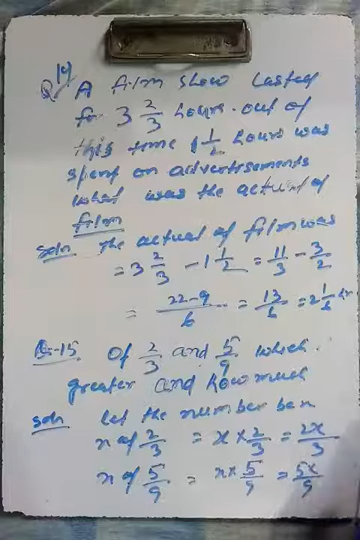 Q 14 A film show lasted
for 3 2/3 hours. out of
this time 1 1/2 hours was
spend on advertisements
what was the actual of
film
soln the actual of film was
= 3 2/3 - 1 1/2 = 11/3 - 3/2
= 22-9/6 = 13/6 = 2 1/6 hr
Q-15 Of 2/3 and 5/9 which
greater and how much
soln let the number be x
x of 2/3 = x × 2/3 = 2x/3
x of 5/9 = x × 5/9 = 5x/9